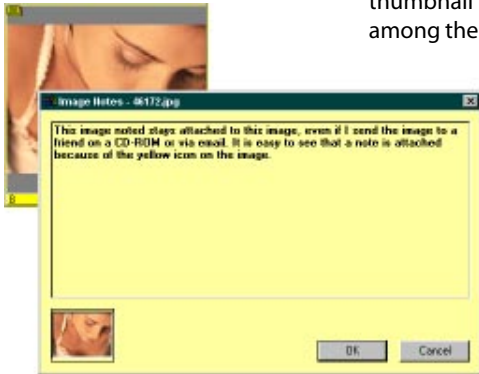 thumbnail
among the
Image Notes - 46172.jpg
This image noted stays attached to this image, even if I send the image to a
friend on a CD-ROM or via email. It is easy to see that a note is attached
because of the yellow icon on the image.
B
OK
Cancel